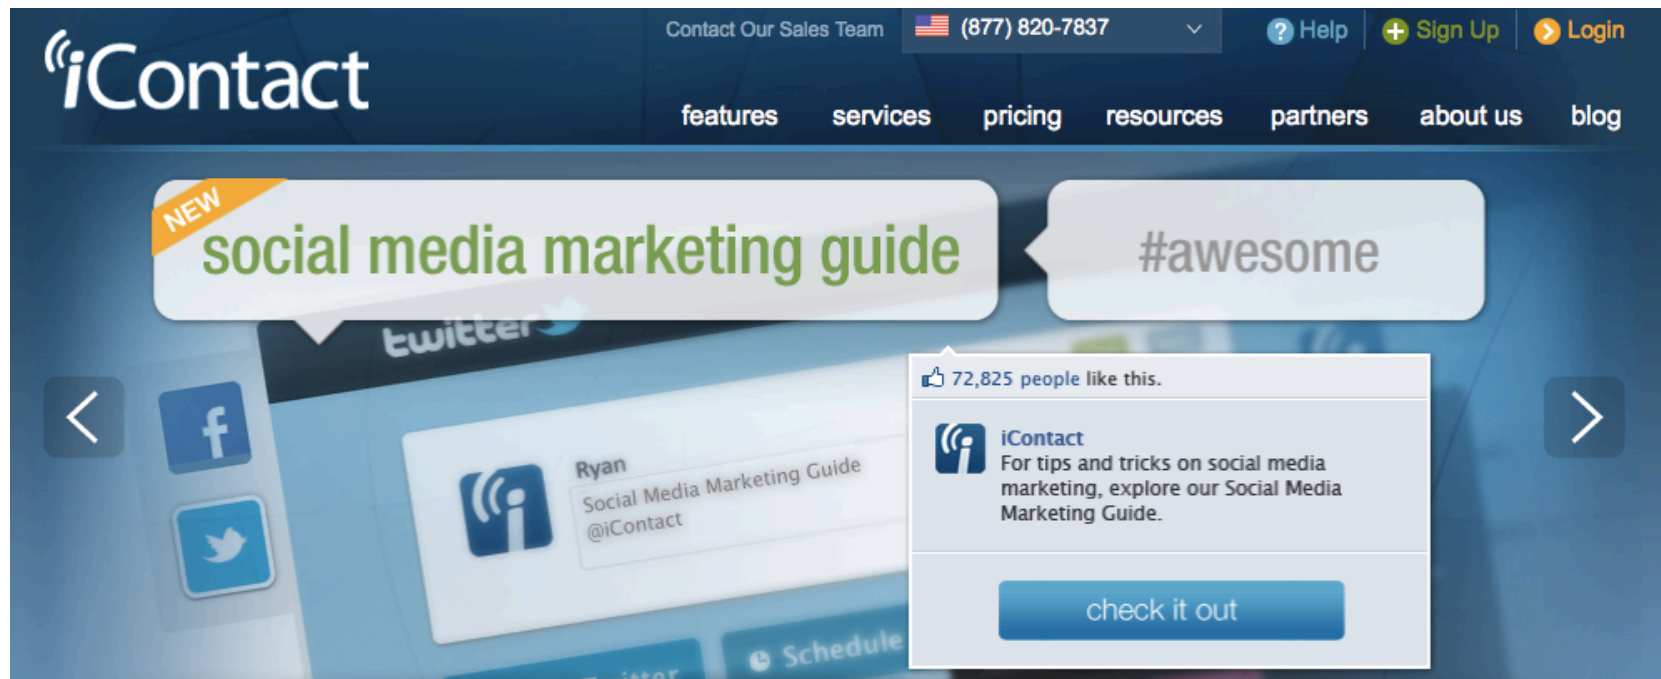 iContact
Contact Our Sales Team (877) 820-7837 ? Help Sign Up Login
features services pricing resources partners about us blog
NEW
social media marketing guide
#awesome
twitter
72,825 people like this.
f
Ryan
Social Media Marketing Guide
@iContact
iContact
For tips and tricks on social media
marketing, explore our Social Media
Marketing Guide.
check it out
Schedule